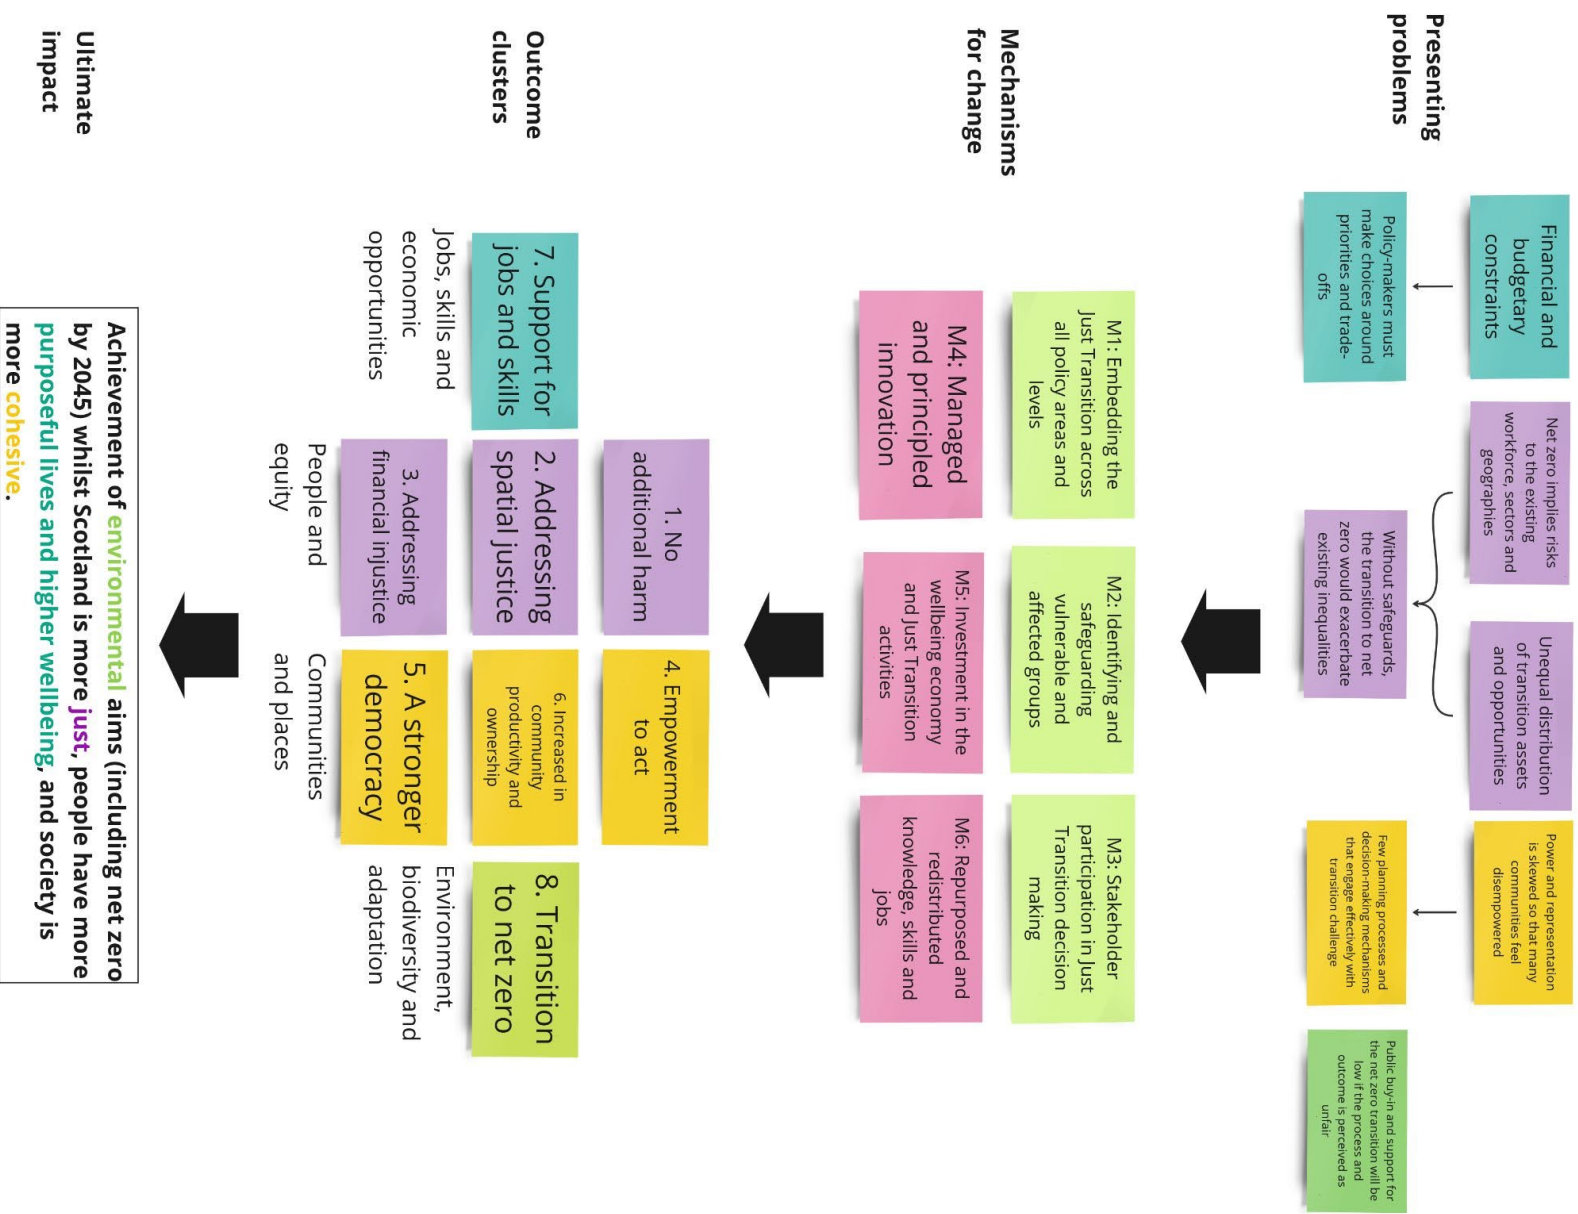 Presenting
problems
Financial and
budgetary
constraints
Policy-makers must
make choices around
priorities and trade-
offs
Net zero implies risks
to the existing
workforce, sectors and
geographies
Unequal distribution
of transition assets
and opportunities
Without safeguards,
the transition to net
zero would exacerbate
existing inequalities
Power and representation
is skewed so that many
communities feel
disempowered
Few planning processes and
decision-making mechanisms
that engage effectively with
transition challenge
Public buy-in and support for
the net zero transition will be
low if the process and
outcome is perceived as
unfair
Mechanisms
for change
M1: Embedding the
Just Transition across
all policy areas and
levels
M2: Identifying and
safeguarding
vulnerable and
affected groups
M3: Stakeholder
participation in Just
Transition decision
making
M4: Managed
and principled
innovation
M5: Investment in the
wellbeing economy
and Just Transition
activities
M6: Repurposed and
redistributed
knowledge, skills and
jobs
Outcome
clusters
7. Support for
jobs and skills
Jobs, skills and
economic
opportunities
1. No
additional harm
2. Addressing
spatial justice
3. Addressing
financial injustice
People and
equity
4. Empowerment
to act
6. Increased in
community
productivity and
ownership
5. A stronger
democracy
Communities
and places
8. Transition
to net zero
Environment,
biodiversity and
adaptation
Ultimate
impact
Achievement of environmental aims (including net zero
by 2045) whilst Scotland is more just, people have more
purposeful lives and higher wellbeing, and society is
more cohesive.